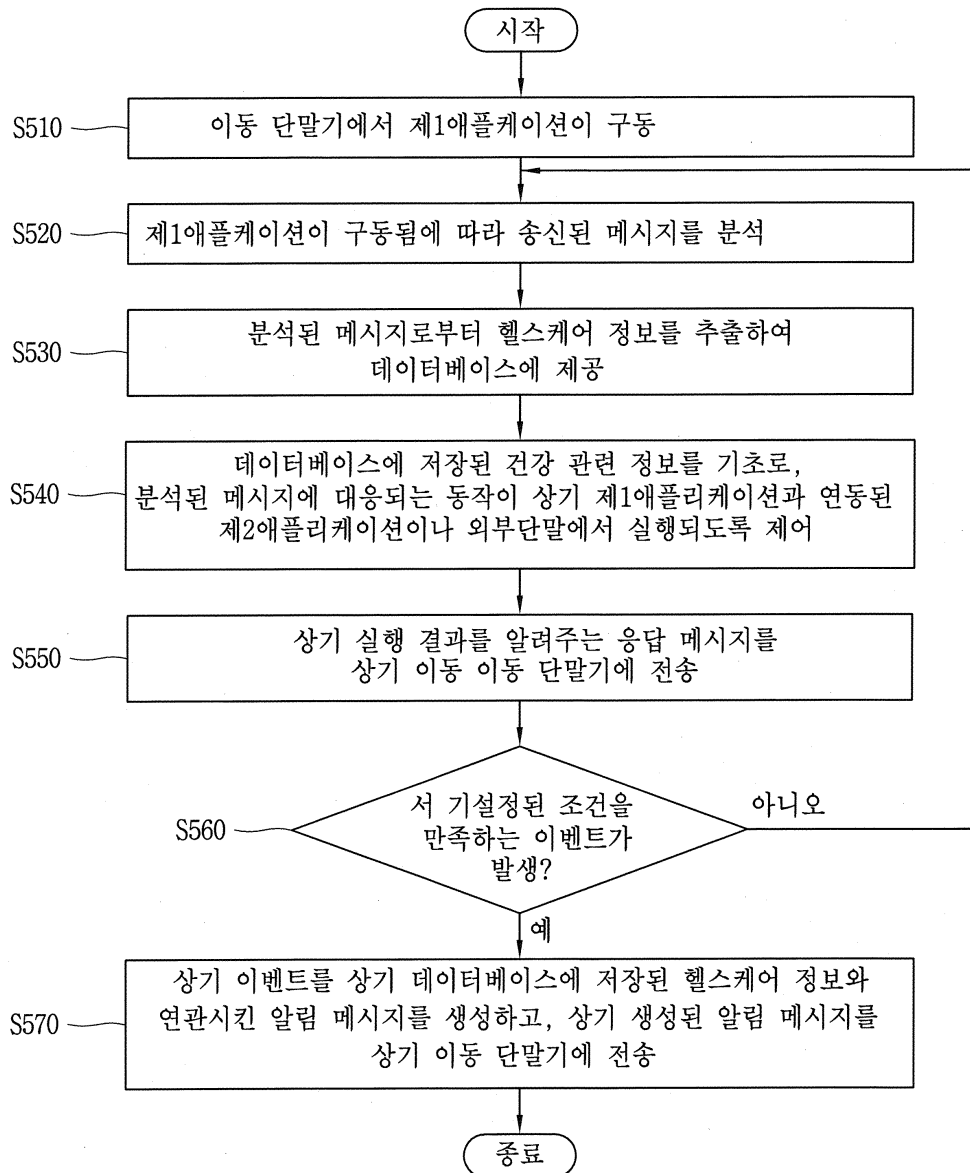 시작
S510
이동 단말기에서 제1애플케이션이 구동
S520
제1애플케이션이 구동됨에 따라 송신된 메시지를 분석
S530
분석된 메시지로부터 헬스케어 정보를 추출하여
데이터베이스에 제공
S540
데이터베이스에 저장된 건강 관련 정보를 기초로,
분석된 메시지에 대응되는 동작이 상기 제1애플리케이션과 연동된
제2애플리케이션이나 외부단말에서 실행되도록 제어
S550
상기 실행 결과를 알려주는 응답 메시지를
상기 이동 이동 단말기에 전송
S560
서 기설정된 조건을
만족하는 이벤트가
발생?
아니오
예
S570
상기 이벤트를 상기 데이터베이스에 저장된 헬스케어 정보와
연관시킨 알림 메시지를 생성하고, 상기 생성된 알림 메시지를
상기 이동 단말기에 전송
종료